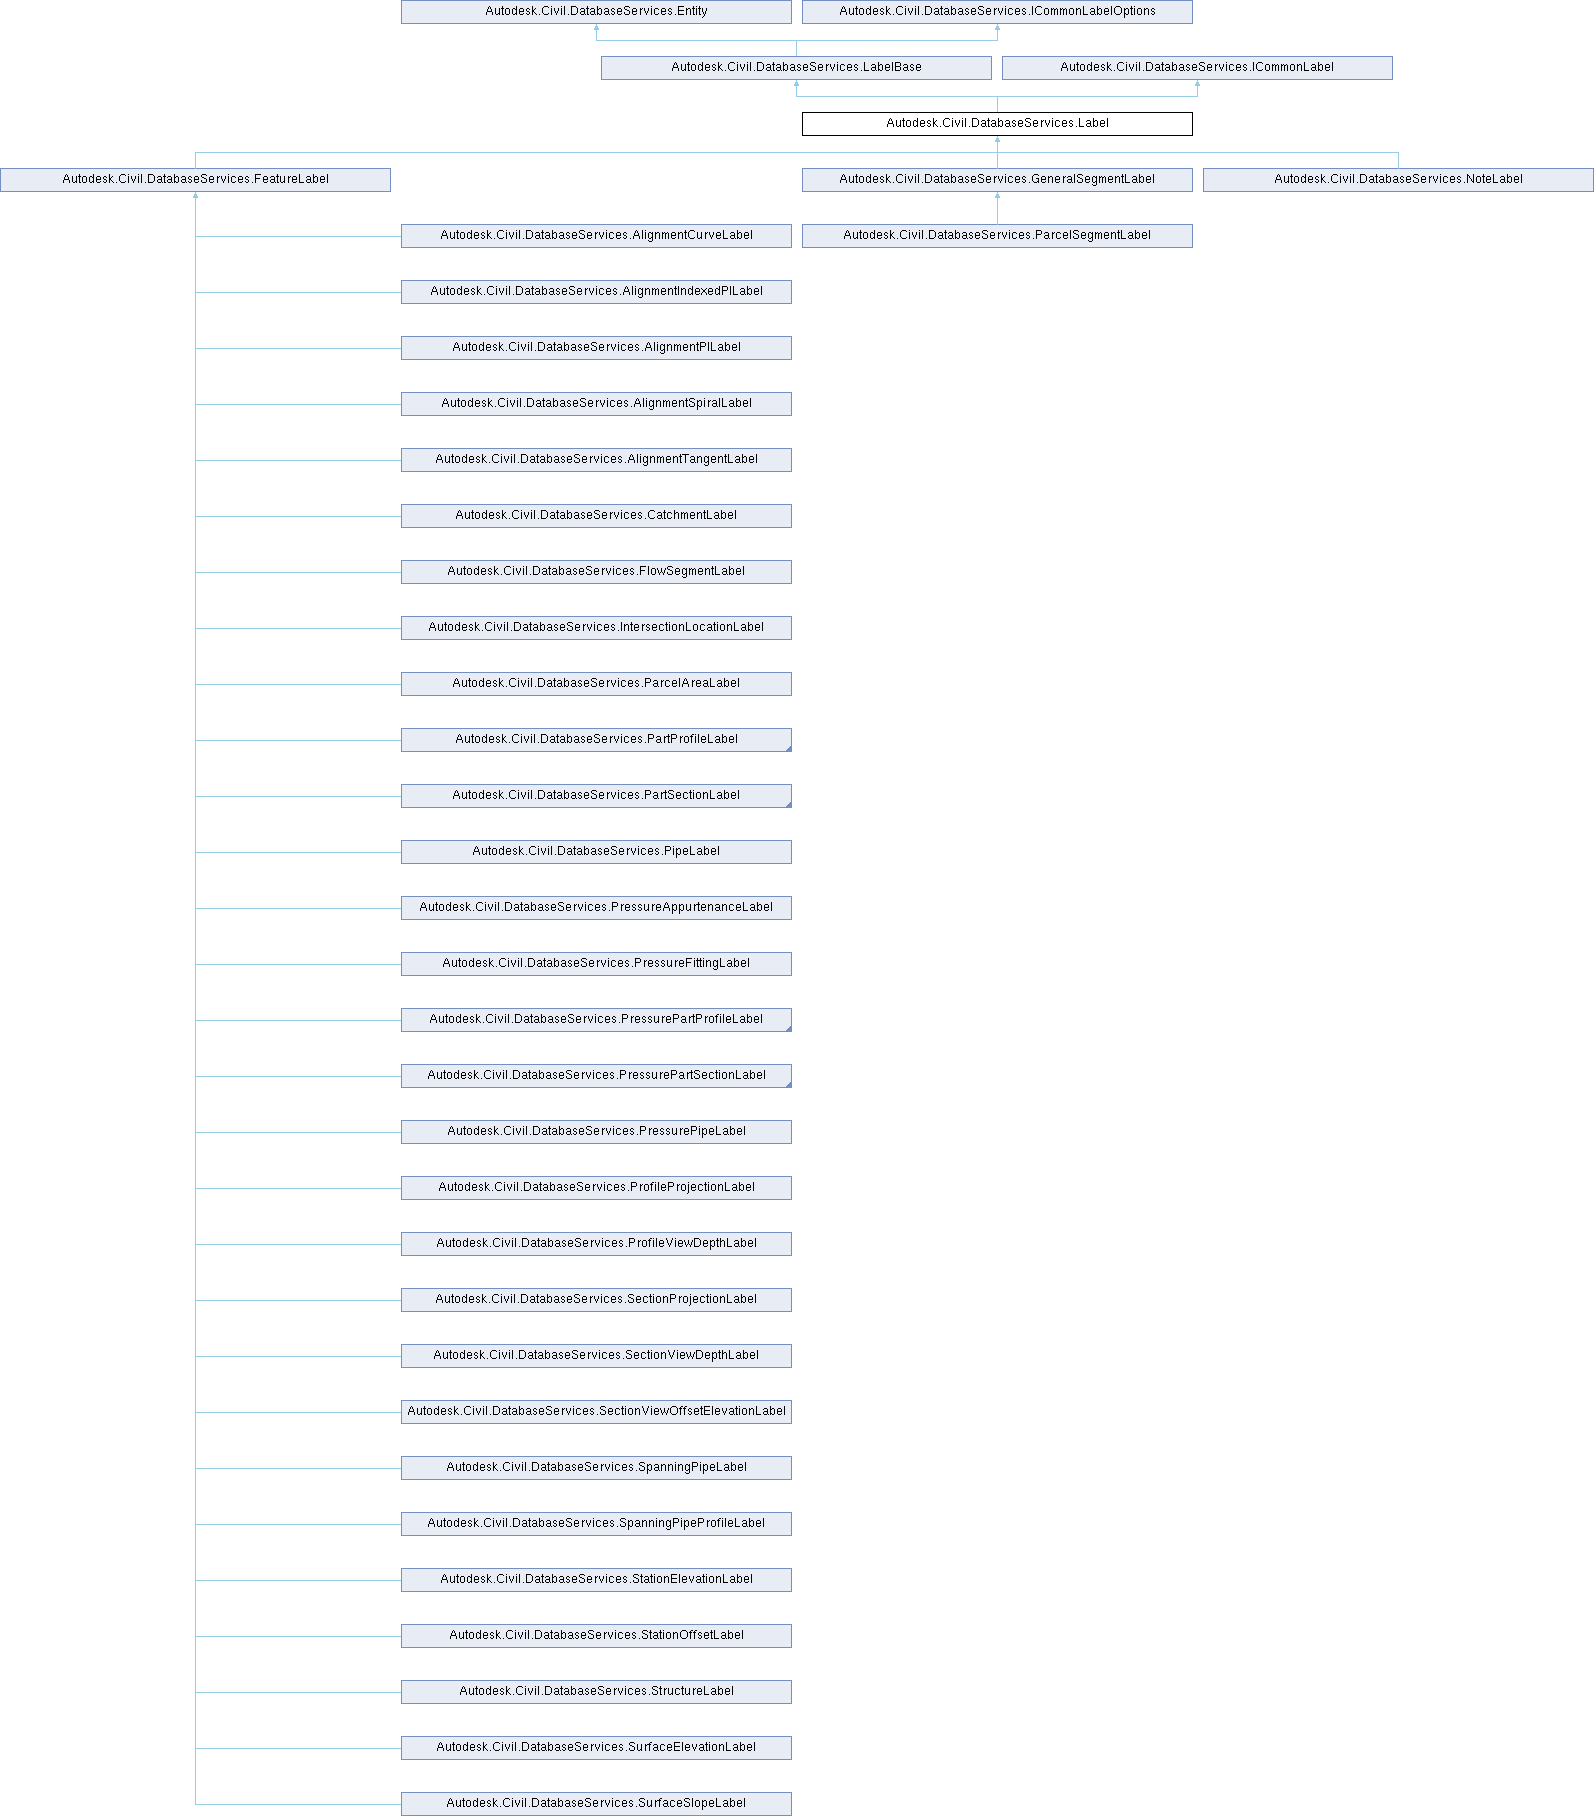 Autodesk.Civil.DatabaseServices.Entity
Autodesk.Civil.DatabaseServices.ICommonLabelOptions
Autodesk.Civil.DatabaseServices.LabelBase
Autodesk.Civil.DatabaseServices.ICommonLabel
Autodesk.Civil.DatabaseServices.Label
Autodesk.Civil.DatabaseServices.FeatureLabel
Autodesk.Civil.DatabaseServices.GeneralSegmentLabel
Autodesk.Civil.DatabaseServices.NoteLabel
Autodesk.Civil.DatabaseServices.AlignmentCurveLabel
Autodesk.Civil.DatabaseServices.ParcelSegmentLabel
Autodesk.Civil.DatabaseServices.AlignmentIndexedPILabel
Autodesk.Civil.DatabaseServices.AlignmentPILabel
Autodesk.Civil.DatabaseServices.AlignmentSpiralLabel
Autodesk.Civil.DatabaseServices.AlignmentTangentLabel
Autodesk.Civil.DatabaseServices.CatchmentLabel
Autodesk.Civil.DatabaseServices.FlowSegmentLabel
Autodesk.Civil.DatabaseServices.IntersectionLocationLabel
Autodesk.Civil.DatabaseServices.ParcelAreaLabel
Autodesk.Civil.DatabaseServices.PartProfileLabel
Autodesk.Civil.DatabaseServices.PartSectionLabel
Autodesk.Civil.DatabaseServices.PipeLabel
Autodesk.Civil.DatabaseServices.PressureAppurtenanceLabel
Autodesk.Civil.DatabaseServices.PressureFittingLabel
Autodesk.Civil.DatabaseServices.PressurePartProfileLabel
Autodesk.Civil.DatabaseServices.PressurePartSectionLabel
Autodesk.Civil.DatabaseServices.PressurePipeLabel
Autodesk.Civil.DatabaseServices.ProfileProjectionLabel
Autodesk.Civil.DatabaseServices.ProfileViewDepthLabel
Autodesk.Civil.DatabaseServices.SectionProjectionLabel
Autodesk.Civil.DatabaseServices.SectionViewDepthLabel
Autodesk.Civil.DatabaseServices.SectionViewOffsetElevationLabel
Autodesk.Civil.DatabaseServices.SpanningPipeLabel
Autodesk.Civil.DatabaseServices.SpanningPipeProfileLabel
Autodesk.Civil.DatabaseServices.StationElevationLabel
Autodesk.Civil.DatabaseServices.StationOffsetLabel
Autodesk.Civil.DatabaseServices.StructureLabel
Autodesk.Civil.DatabaseServices.SurfaceElevationLabel
Autodesk.Civil.DatabaseServices.SurfaceSlopeLabel